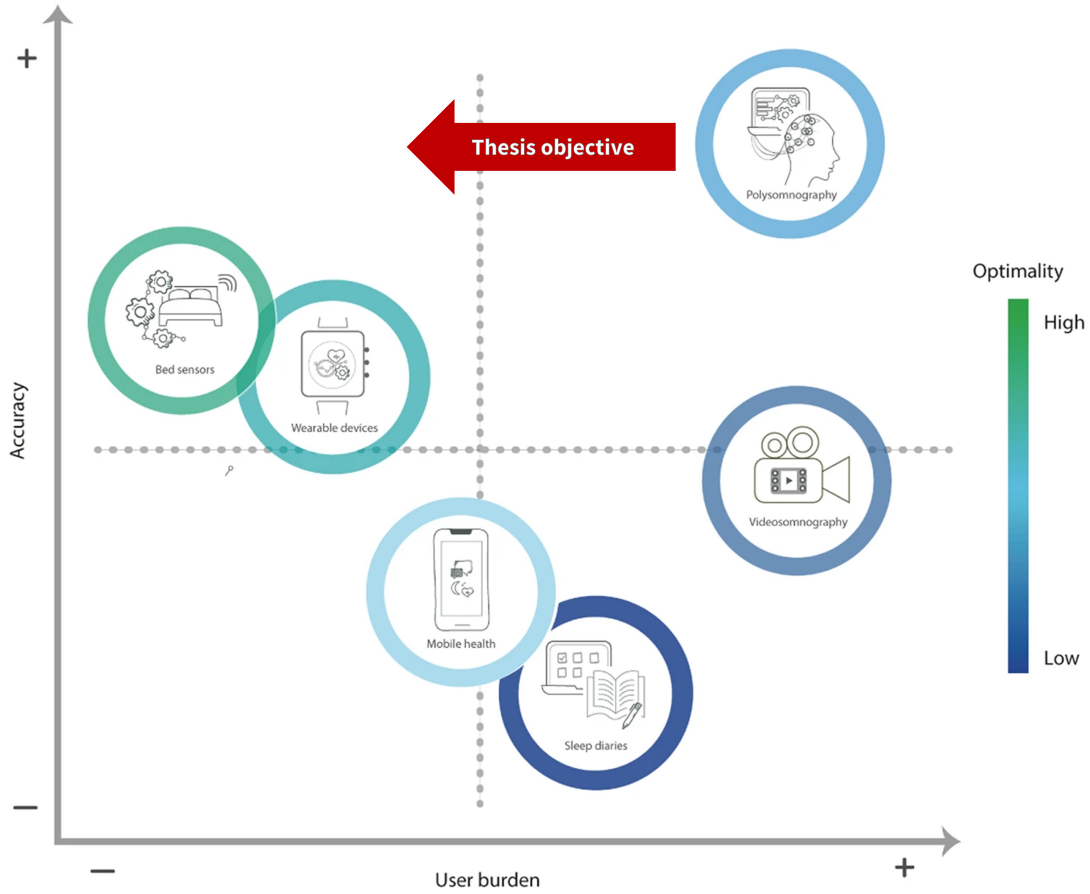 +
Thesis objective
Polysomnography
Optimality
High
Bed sensors
Wearable devices
Accuracy
Videosomnography
Mobile health
Low
Sleep diaries
—
—
+
User burden